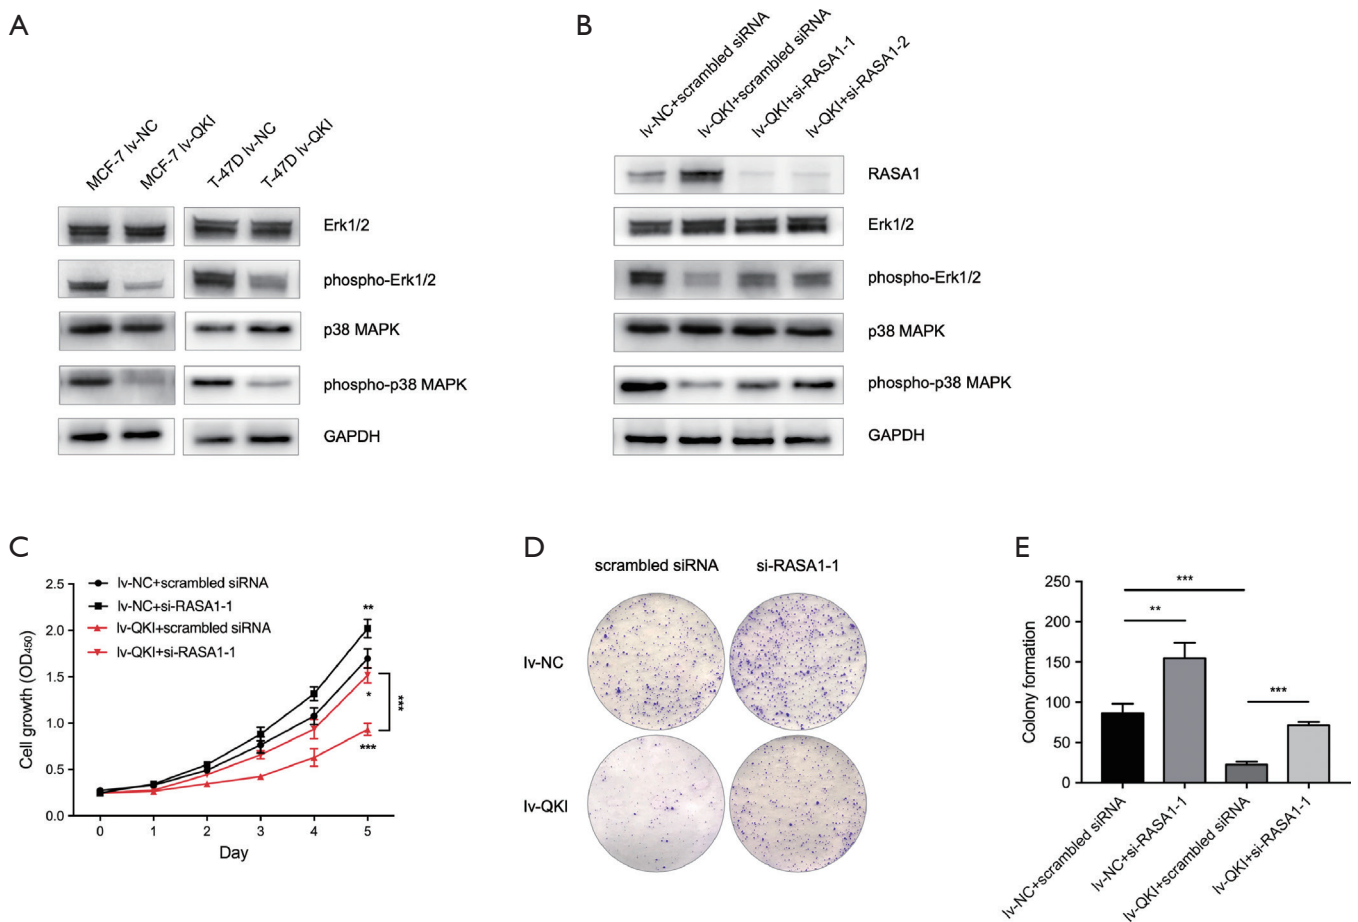 A
MCF-7 lv-NC
MCF-7 lv-QKI
T-47D lv-NC
T-47D lv-QKI
Erk1/2
phospho-Erk1/2
p38 MAPK
phospho-p38 MAPK
GAPDH
B
lv-NC+scrambled siRNA
lv-QKI+scrambled siRNA
lv-QKI+si-RASA1-1
lv-QKI+si-RASA1-2
RASA1
Erk1/2
phospho-Erk1/2
p38 MAPK
phospho-p38 MAPK
GAPDH
C
lv-NC+scrambled siRNA
lv-NC+si-RASA1-1
lv-QKI+scrambled siRNA
lv-QKI+si-RASA1-1
Cell growth (OD450)
2.5
2.0
1.5
1.0
0.5
0.0
**
*
***
***
0 1 2 3 4 5
Day
D
scrambled siRNA si-RASA1-1
lv-NC
lv-QKI
E
Colony formation
250
200
150
100
50
0
***
**
***
lv-NC+scrambled siRNA
lv-NC+si-RASA1-1
lv-QKI+scrambled siRNA
lv-QKI+si-RASA1-1